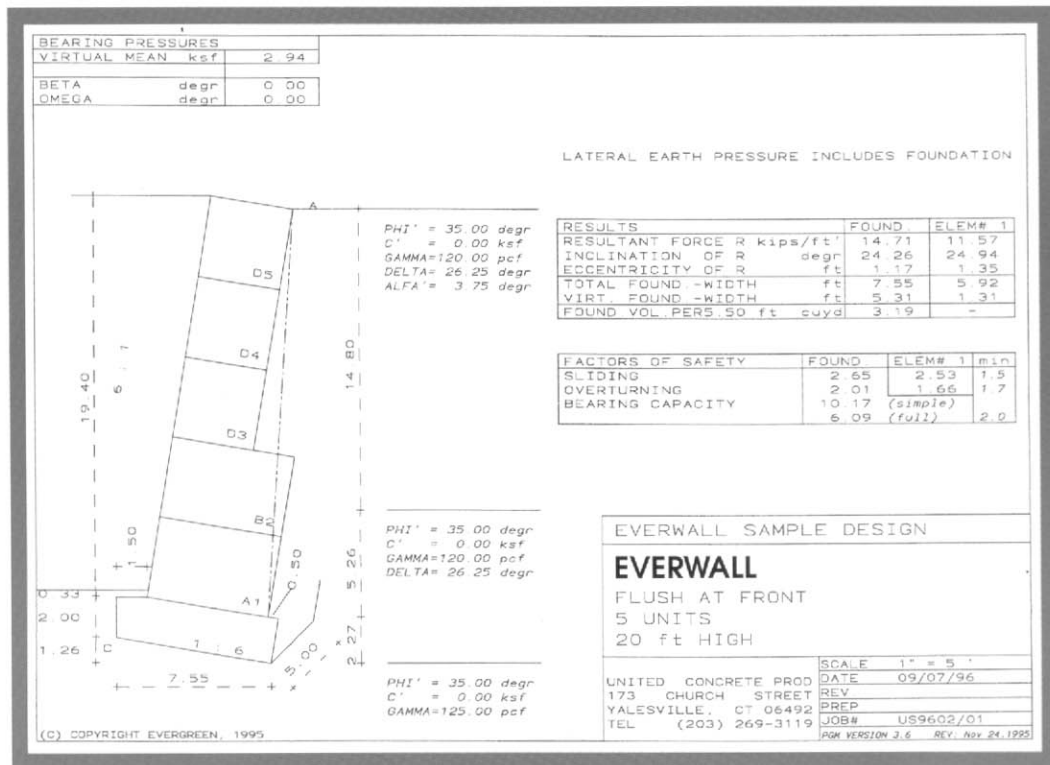 BEARING PRESSURES
VIRTUAL MEAN ksf 2.94
BETA degr 0.00
OMEGA degr 0.00
LATERAL EARTH PRESSURE INCLUDES FOUNDATION
A
PHI' = 35.00 degr
C' = 0.00 ksf
GAMMA=120.00 pcf
DELTA= 26.25 degr
ALFA'= 3.75 degr
RESULTS FOUND. ELEM# 1
RESULTANT FORCE R kips/ft' 14.71 11.57
INCLINATION OF R degr 24.26 24.94
ECCENTRICITY OF R ft 1.17 1.35
TOTAL FOUND.-WIDTH ft 7.55 5.92
VIRT. FOUND.-WIDTH ft 5.31 1.31
FOUND VOL.PER5.50 ft cuyd 3.19 -
FACTORS OF SAFETY FOUND ELEM# 1 min
SLIDING 2.65 2.53 1.5
OVERTURNING 2.01 1.66 1.7
BEARING CAPACITY 10.17 (simple)
6.09 (full) 2.0
D5
D4
D3
B2
A1
19.40
14.80
1.50
0.50
5.26
2.27
5.00
0.33
2.00
1.26
C
1 : 6
7.55
PHI' = 35.00 degr
C' = 0.00 ksf
GAMMA=120.00 pcf
DELTA= 26.25 degr
PHI' = 35.00 degr
C' = 0.00 ksf
GAMMA=125.00 pcf
EVERWALL SAMPLE DESIGN
EVERWALL
FLUSH AT FRONT
5 UNITS
20 ft HIGH
UNITED CONCRETE PROD
173 CHURCH STREET
YALESVILLE, CT 06492
TEL (203) 269-3119
SCALE 1" = 5 '
DATE 09/07/96
REV
PREP
JOB# US9602/01
PGM VERSION 3.6 REV: Nov 24.1995
(C) COPYRIGHT EVERGREEN, 1995